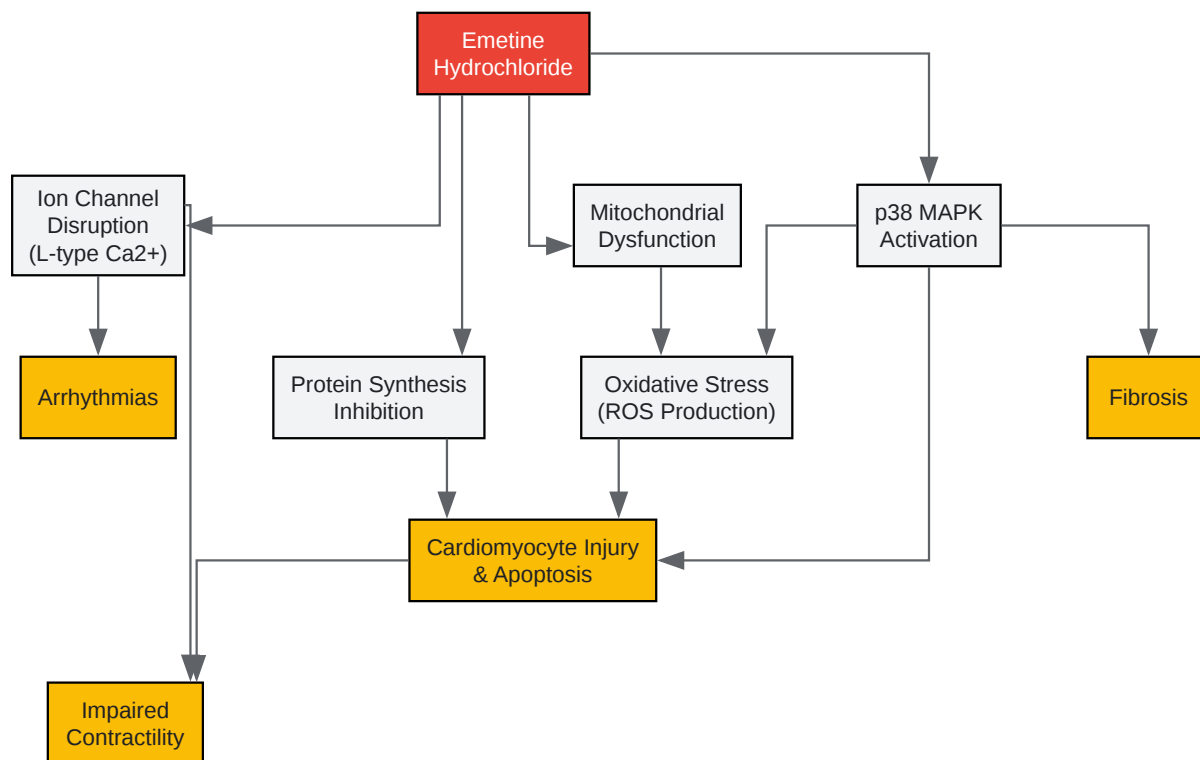 Emetine
Hydrochloride
Ion Channel
Disruption
(L-type Ca2+)
Mitochondrial
Dysfunction
p38 MAPK
Activation
Arrhythmias
Protein Synthesis
Inhibition
Oxidative Stress
(ROS Production)
Fibrosis
Cardiomyocyte Injury
& Apoptosis
Impaired
Contractility